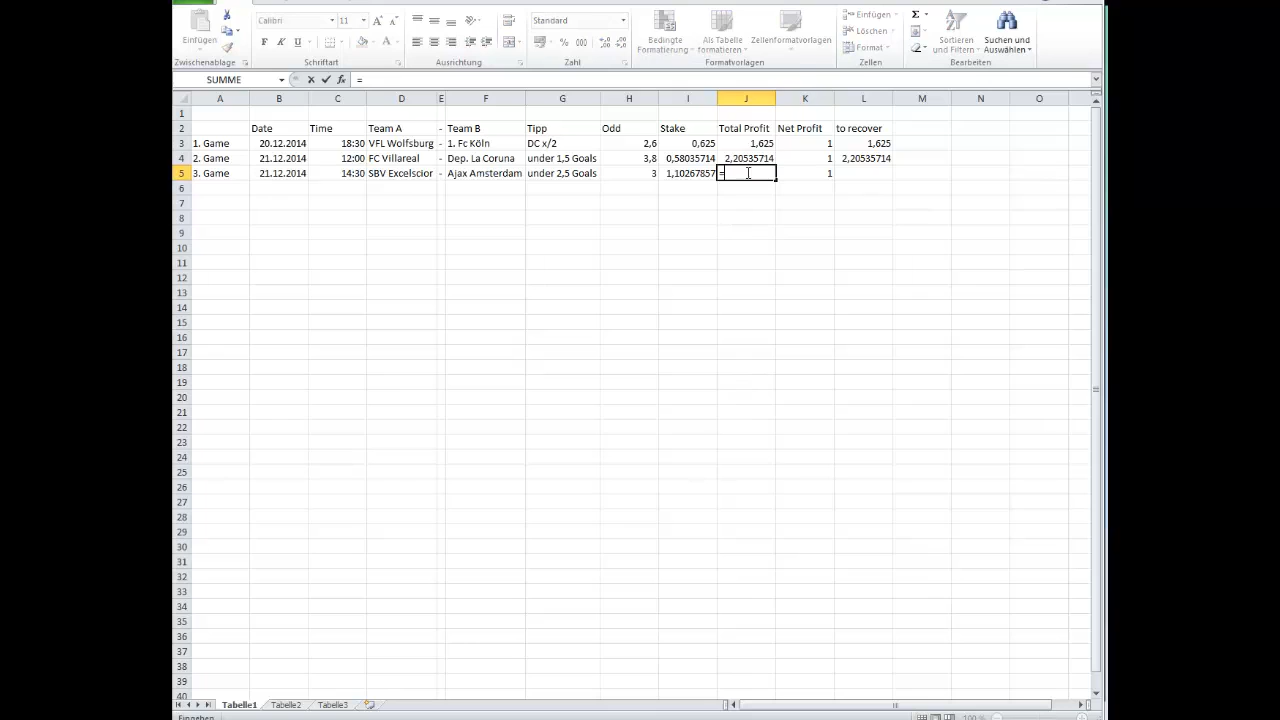 Calibri 11 A A Standard Einfügen
Löschen
Format
Einfügen F K U Bedingte Formatierung Als Tabelle formatieren Zellenformatvorlagen Sortieren und Filtern Suchen und Auswählen
Zwischenablage Schriftart Ausrichtung Zahl Formatvorlagen Zellen Bearbeiten
SUMME fx =
A B C D E F G H I J K L M N O
1
2 Date Time Team A - Team B Tipp Odd Stake Total Profit Net Profit to recover
3 1. Game 20.12.2014 18:30 VFL Wolfsburg - 1. Fc Köln DC x/2 2,6 0,625 1,625 1 1,625
4 2. Game 21.12.2014 12:00 FC Villareal - Dep. La Coruna under 1,5 Goals 3,8 2,20535714 1 2,20535714
5 3. Game 21.12.2014 14:30 SBV Excelscior - Ajax Amsterdam under 2,5 Goals 3 1,10267857 = 1
6
7
8
9
10
11
12
13
14
15
16
17
18
19
20
21
22
23
24
25
26
27
28
29
30
31
32
33
34
35
36
37
38
39
40
Tabelle1 Tabelle2 Tabelle3
Eingeben 100 %